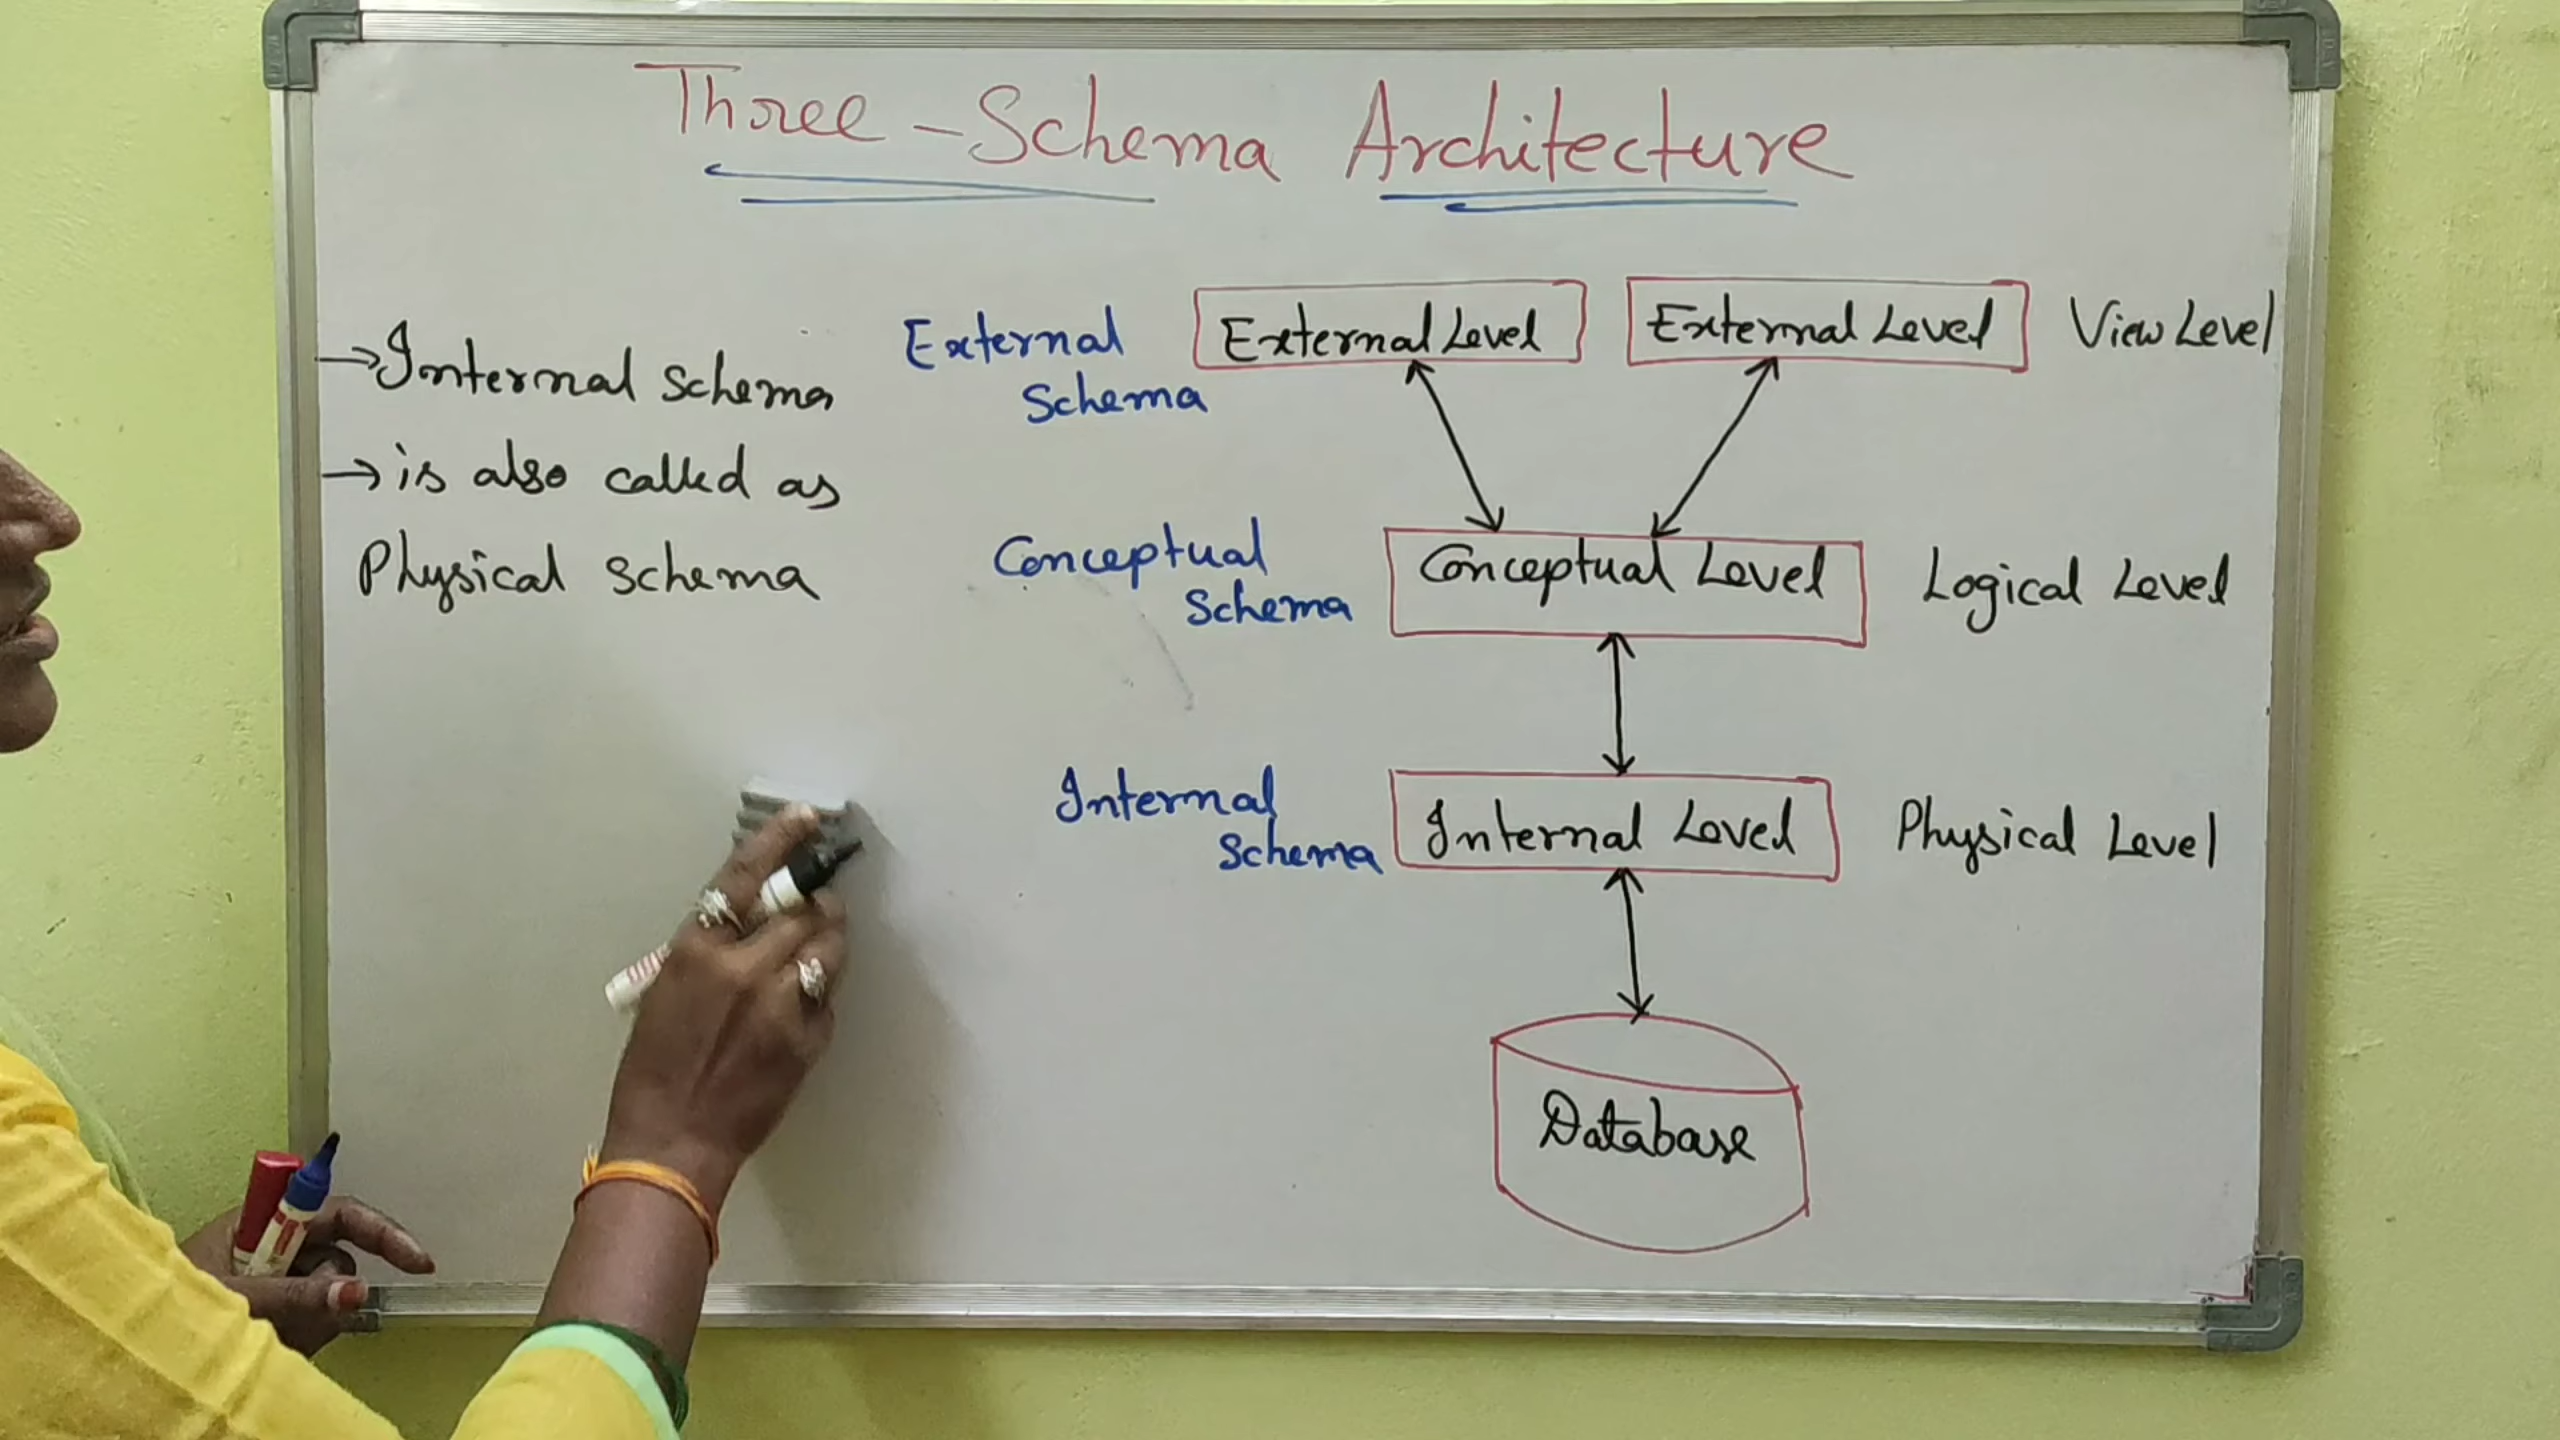 Three-Schema Architecture
→Internal schema
→is also called as
Physical schema
External
Schema
External Level
External Level
View Level
Conceptual
Schema
Conceptual Level
Logical Level
Internal
Schema
Internal Level
Physical Level
Database